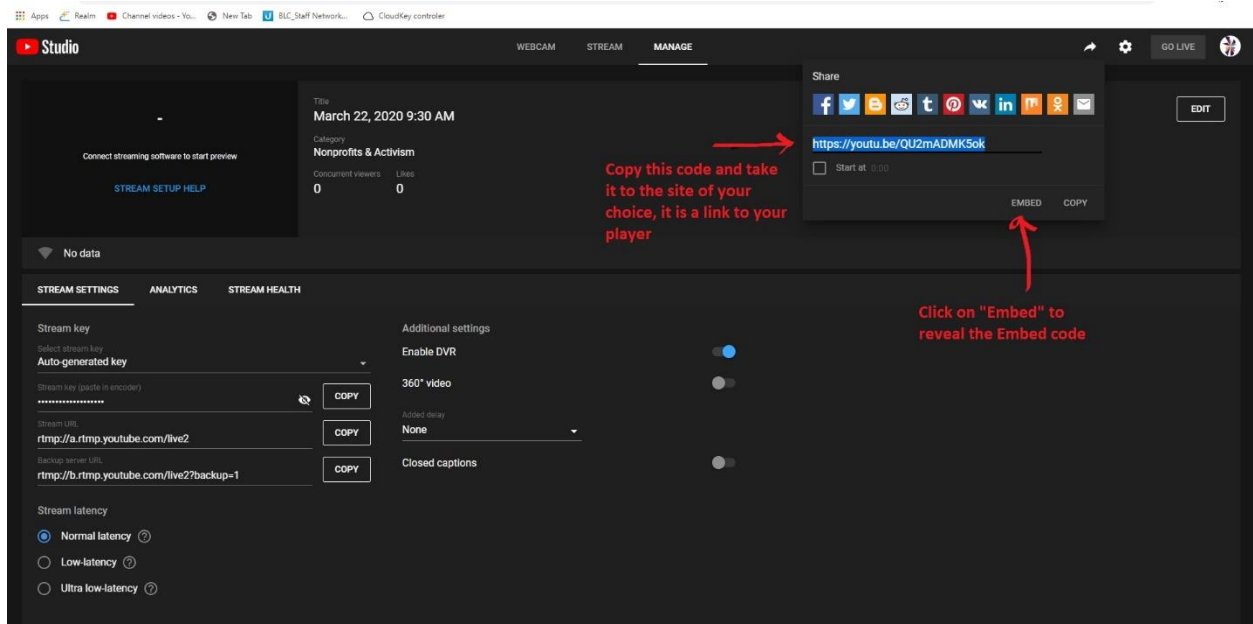 Apps Realm Channel videos - Yo... New Tab BLC_Staff Network... CloudKey controler
Studio
WEBCAM STREAM MANAGE
GO LIVE
-
Connect streaming software to start preview
STREAM SETUP HELP
Title
March 22, 2020 9:30 AM
Category
Nonprofits & Activism
Concurrent viewers Likes
0 0
Share
https://youtu.be/QU2mADMK5ok
Start at 0:00
EMBED COPY
EDIT
Copy this code and take
it to the site of your
choice, it is a link to your
player
Click on "Embed" to
reveal the Embed code
No data
STREAM SETTINGS ANALYTICS STREAM HEALTH
Stream key
Select stream key
Auto-generated key
Stream key (paste in encoder)
••••••••••••••••••• COPY
Stream URL
rtmp://a.rtmp.youtube.com/live2 COPY
Backup server URL
rtmp://b.rtmp.youtube.com/live2?backup=1 COPY
Stream latency
Normal latency
Low-latency
Ultra low-latency
Additional settings
Enable DVR
360° video
Added delay
None
Closed captions